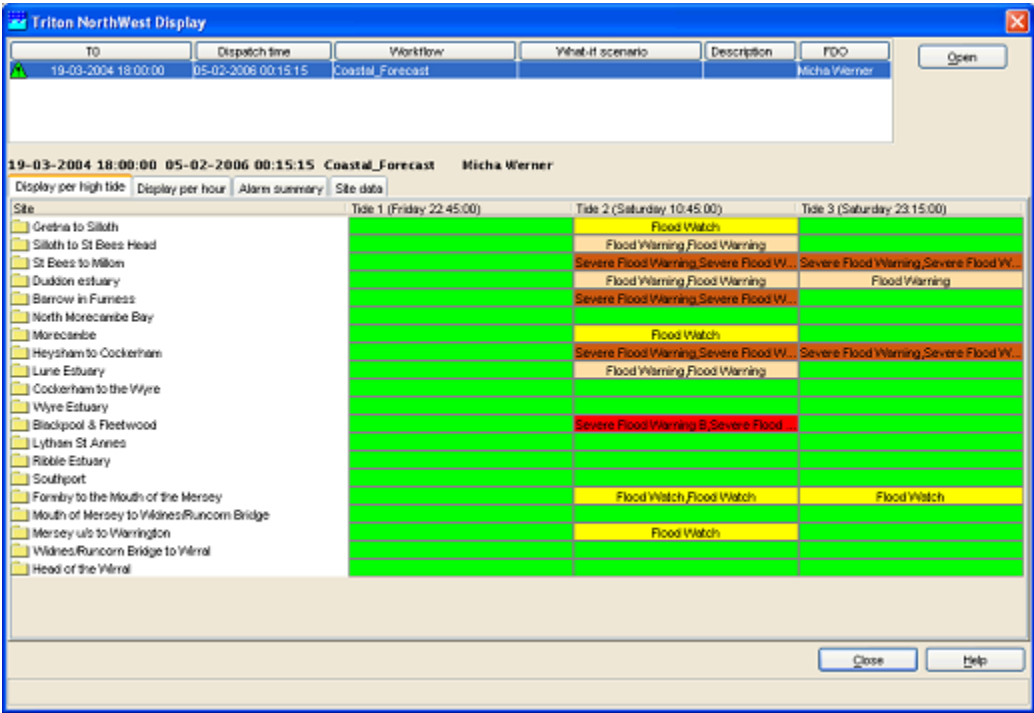 Triton NorthWest Display
T0 Dispatch time Workflow What-if scenario Description FDO
Open
19-03-2004 18:00:00 05-02-2006 00:15:15 Coastal_Forecast Micha Werner
19-03-2004 18:00:00 05-02-2006 00:15:15 Coastal_Forecast Micha Werner
Display per high tide Display per hour Alarm summary Site data
Site Tide 1 (Friday 22:45:00) Tide 2 (Saturday 10:45:00) Tide 3 (Saturday 23:15:00)
Gretna to Silloth Flood Watch
Silloth to St Bees Head Flood Warning,Flood Warning
St Bees to Millom Severe Flood Warning,Severe Flood W... Severe Flood Warning,Severe Flood W...
Duddon estuary Flood Warning,Flood Warning Flood Warning
Barrow in Furness Severe Flood Warning,Severe Flood W...
North Morecambe Bay
Morecambe Flood Watch
Heysham to Cockerham Severe Flood Warning,Severe Flood W... Severe Flood Warning,Severe Flood W...
Lune Estuary Flood Warning,Flood Warning
Cockerham to the Wyre
Wyre Estuary
Blackpool & Fleetwood Severe Flood Warning B,Severe Flood ...
Lytham St Annes
Ribble Estuary
Southport
Formby to the Mouth of the Mersey Flood Watch,Flood Watch Flood Watch
Mouth of Mersey to Widnes/Runcorn Bridge
Mersey u/s to Warrington Flood Watch
Widnes/Runcorn Bridge to Wirral
Head of the Wirral
Close Help